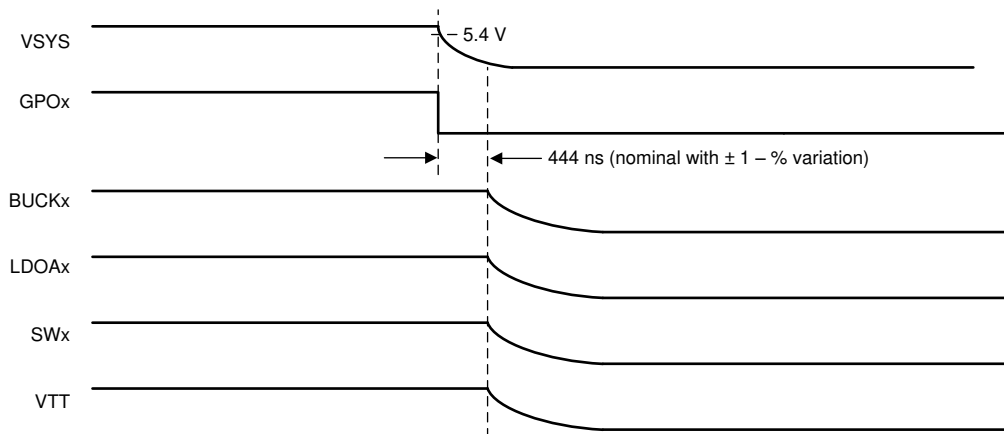 VSYS
5.4 V
GPOx
444 ns (nominal with ± 1 – % variation)
BUCKx
LDOAx
SWx
VTT